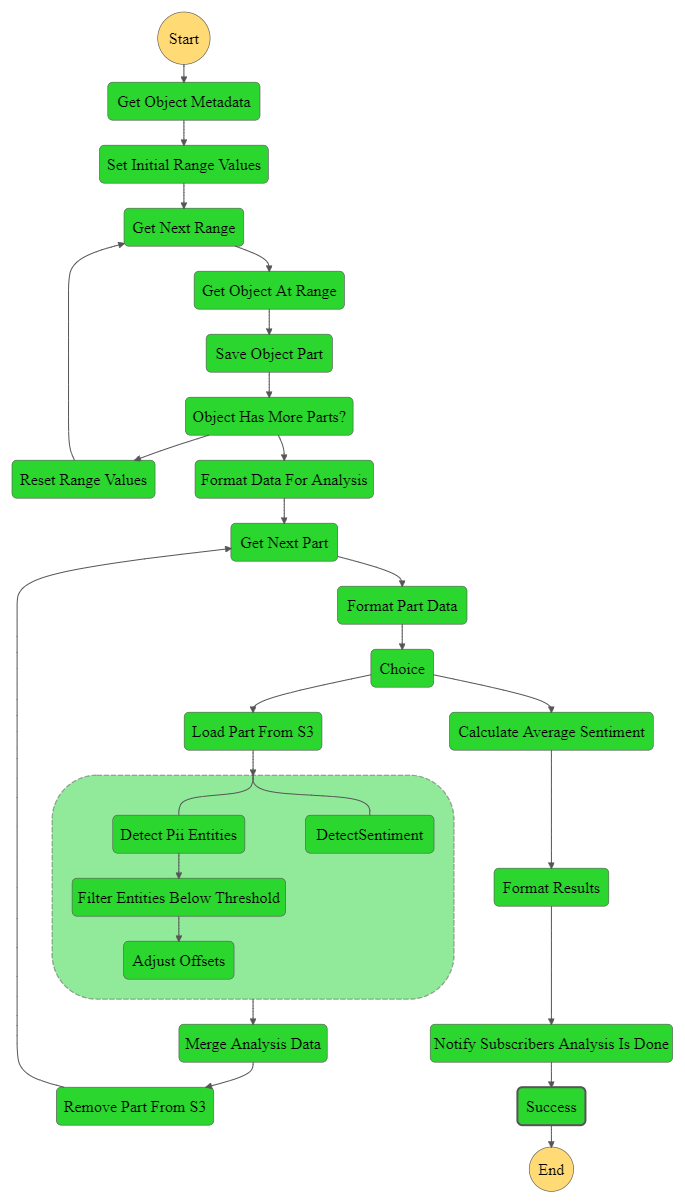 Start
Get Object Metadata
Set Initial Range Values
Get Next Range
Get Object At Range
Save Object Part
Object Has More Parts?
Reset Range Values
Format Data For Analysis
Get Next Part
Format Part Data
Choice
Load Part From S3
Calculate Average Sentiment
Detect Pii Entities
DetectSentiment
Filter Entities Below Threshold
Format Results
Adjust Offsets
Merge Analysis Data
Notify Subscribers Analysis Is Done
Remove Part From S3
Success
End